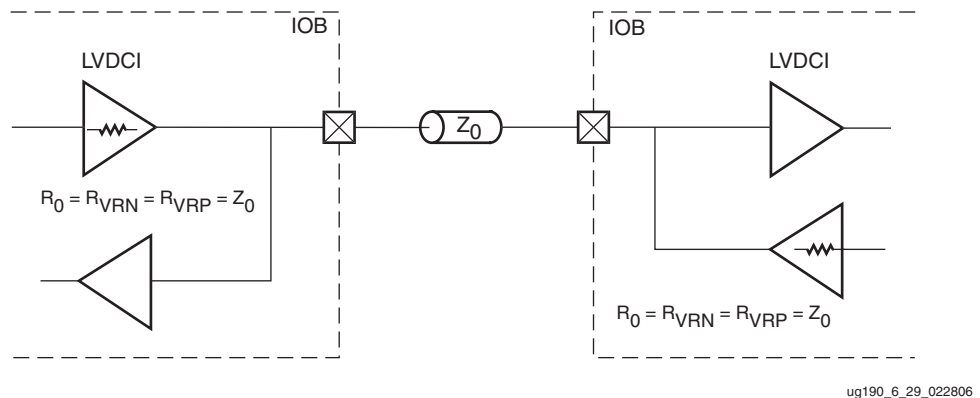 IOB
IOB
LVDCI
LVDCI
Z0
R0 = RVRN = RVRP = Z0
R0 = RVRN = RVRP = Z0
ug190_6_29_022806